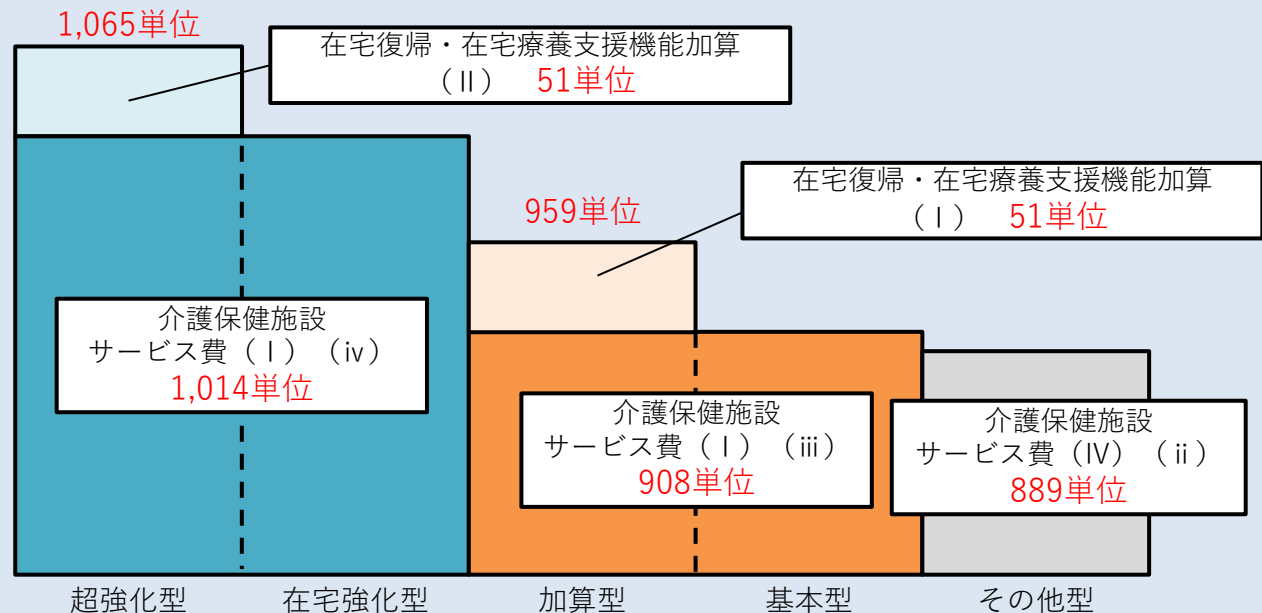 1,065単位
在宅復帰・在宅療養支援機能加算
（Ⅱ）　51単位
在宅復帰・在宅療養支援機能加算
（Ⅰ）　51単位
959単位
介護保健施設
サービス費（Ⅰ）（ⅳ）
1,014単位
介護保健施設
サービス費（Ⅰ）（ⅲ）
908単位
介護保健施設
サービス費（Ⅳ）（ⅱ）
889単位
超強化型　在宅強化型　加算型　基本型　その他型